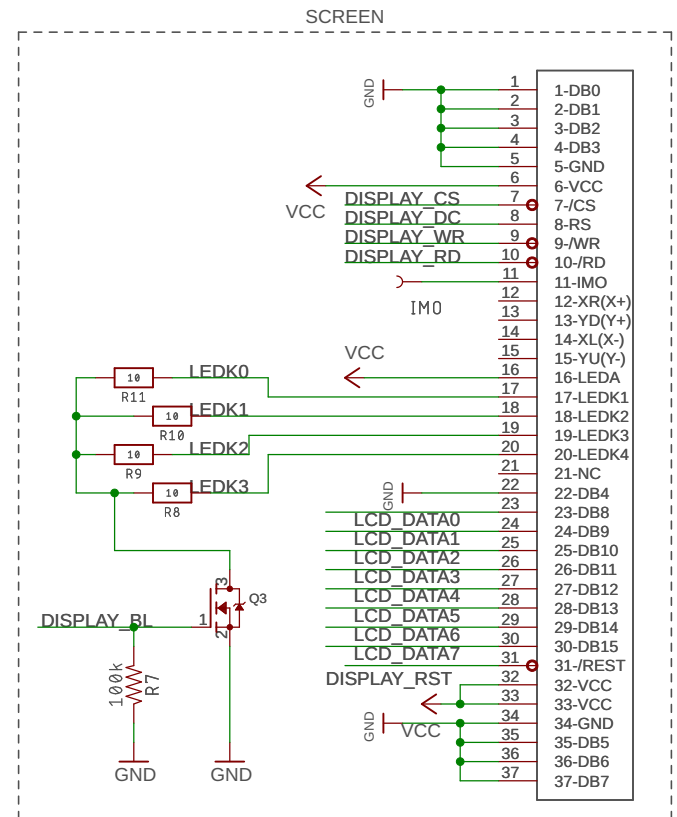 SCREEN
GND
1 1-DB0
2 2-DB1
3 3-DB2
4 4-DB3
5 5-GND
6 6-VCC
VCC
DISPLAY_CS 7 7-/CS
DISPLAY_DC 8 8-RS
DISPLAY_WR 9 9-/WR
DISPLAY_RD 10 10-/RD
11 11-IMO
IMO
12 12-XR(X+)
13 13-YD(Y+)
14 14-XL(X-)
15 15-YU(Y-)
VCC
16 16-LEDA
10 LEDK0 17 17-LEDK1
R11
10 LEDK1 18 18-LEDK2
R10
19 19-LEDK3
10 LEDK2 20 20-LEDK4
R9
21 21-NC
10 LEDK3
R8
GND 22 22-DB4
23 23-DB8
LCD_DATA0 24 24-DB9
LCD_DATA1 25 25-DB10
LCD_DATA2 26 26-DB11
LCD_DATA3 27 27-DB12
LCD_DATA4 28 28-DB13
LCD_DATA5 29 29-DB14
LCD_DATA6 30 30-DB15
LCD_DATA7 31 31-/REST
DISPLAY_RST 32 32-VCC
33 33-VCC
VCC
GND 34 34-GND
35 35-DB5
36 36-DB6
37 37-DB7
3
Q3
DISPLAY_BL 1
2
100k
R7
GND
GND